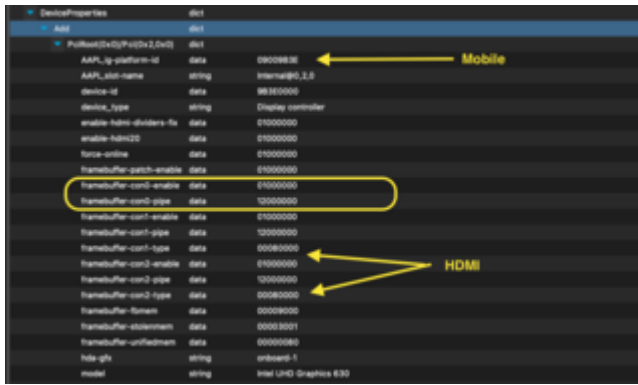 DeviceProperties dict
Add dict
PciRoot(0x0)/Pci(0x2,0x0) dict
AAPL,ig-platform-id data 09009B3E Mobile
AAPL,slot-name string Internal@0,2,0
device-id data 9B3E0000
device_type string Display controller
enable-hdmi-dividers-fix data 01000000
enable-hdmi20 data 01000000
force-online data 01000000
framebuffer-patch-enable data 01000000
framebuffer-con0-enable data 01000000
framebuffer-con0-pipe data 12000000
framebuffer-con1-enable data 01000000
framebuffer-con1-pipe data 12000000
framebuffer-con1-type data 00080000
framebuffer-con2-enable data 01000000 HDMI
framebuffer-con2-pipe data 12000000
framebuffer-con2-type data 00080000
framebuffer-fbmem data 00009000
framebuffer-stolenmem data 00003001
framebuffer-unifiedmem data 00000080
hda-gfx string onboard-1
model string Intel UHD Graphics 630